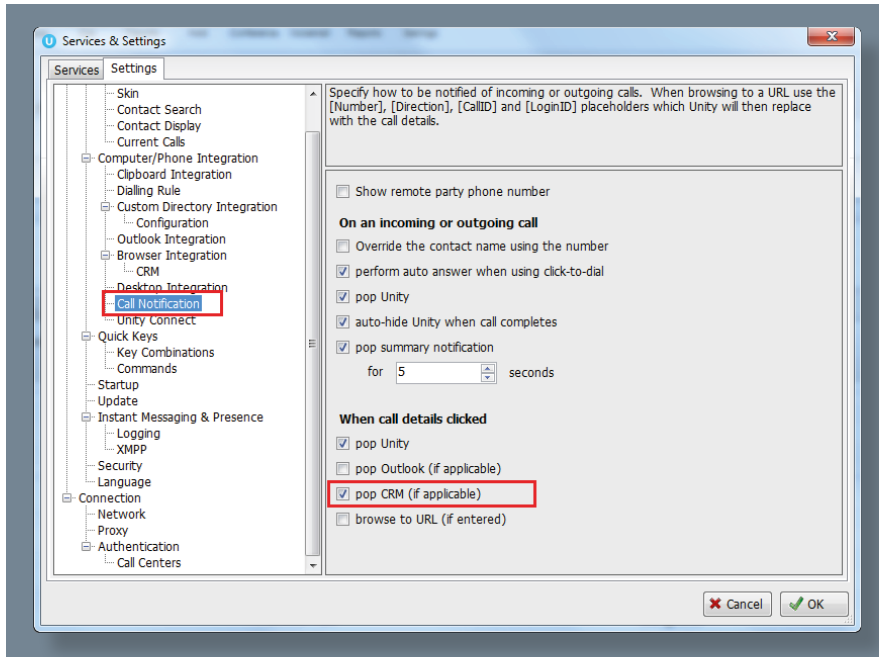 Services & Settings
Services
Settings
Skin
Contact Search
Contact Display
Current Calls
Computer/Phone Integration
Clipboard Integration
Dialling Rule
Custom Directory Integration
Configuration
Outlook Integration
Browser Integration
CRM
Desktop Integration
Call Notification
Unity Connect
Quick Keys
Key Combinations
Commands
Startup
Update
Instant Messaging & Presence
Logging
XMPP
Security
Language
Connection
Network
Proxy
Authentication
Call Centers
Specify how to be notified of incoming or outgoing calls. When browsing to a URL use the
[Number], [Direction], [CallID] and [LoginID] placeholders which Unity will then replace
with the call details.
Show remote party phone number
On an incoming or outgoing call
Override the contact name using the number
perform auto answer when using click-to-dial
pop Unity
auto-hide Unity when call completes
pop summary notification
for 5 seconds
When call details clicked
pop Unity
pop Outlook (if applicable)
pop CRM (if applicable)
browse to URL (if entered)
Cancel
OK